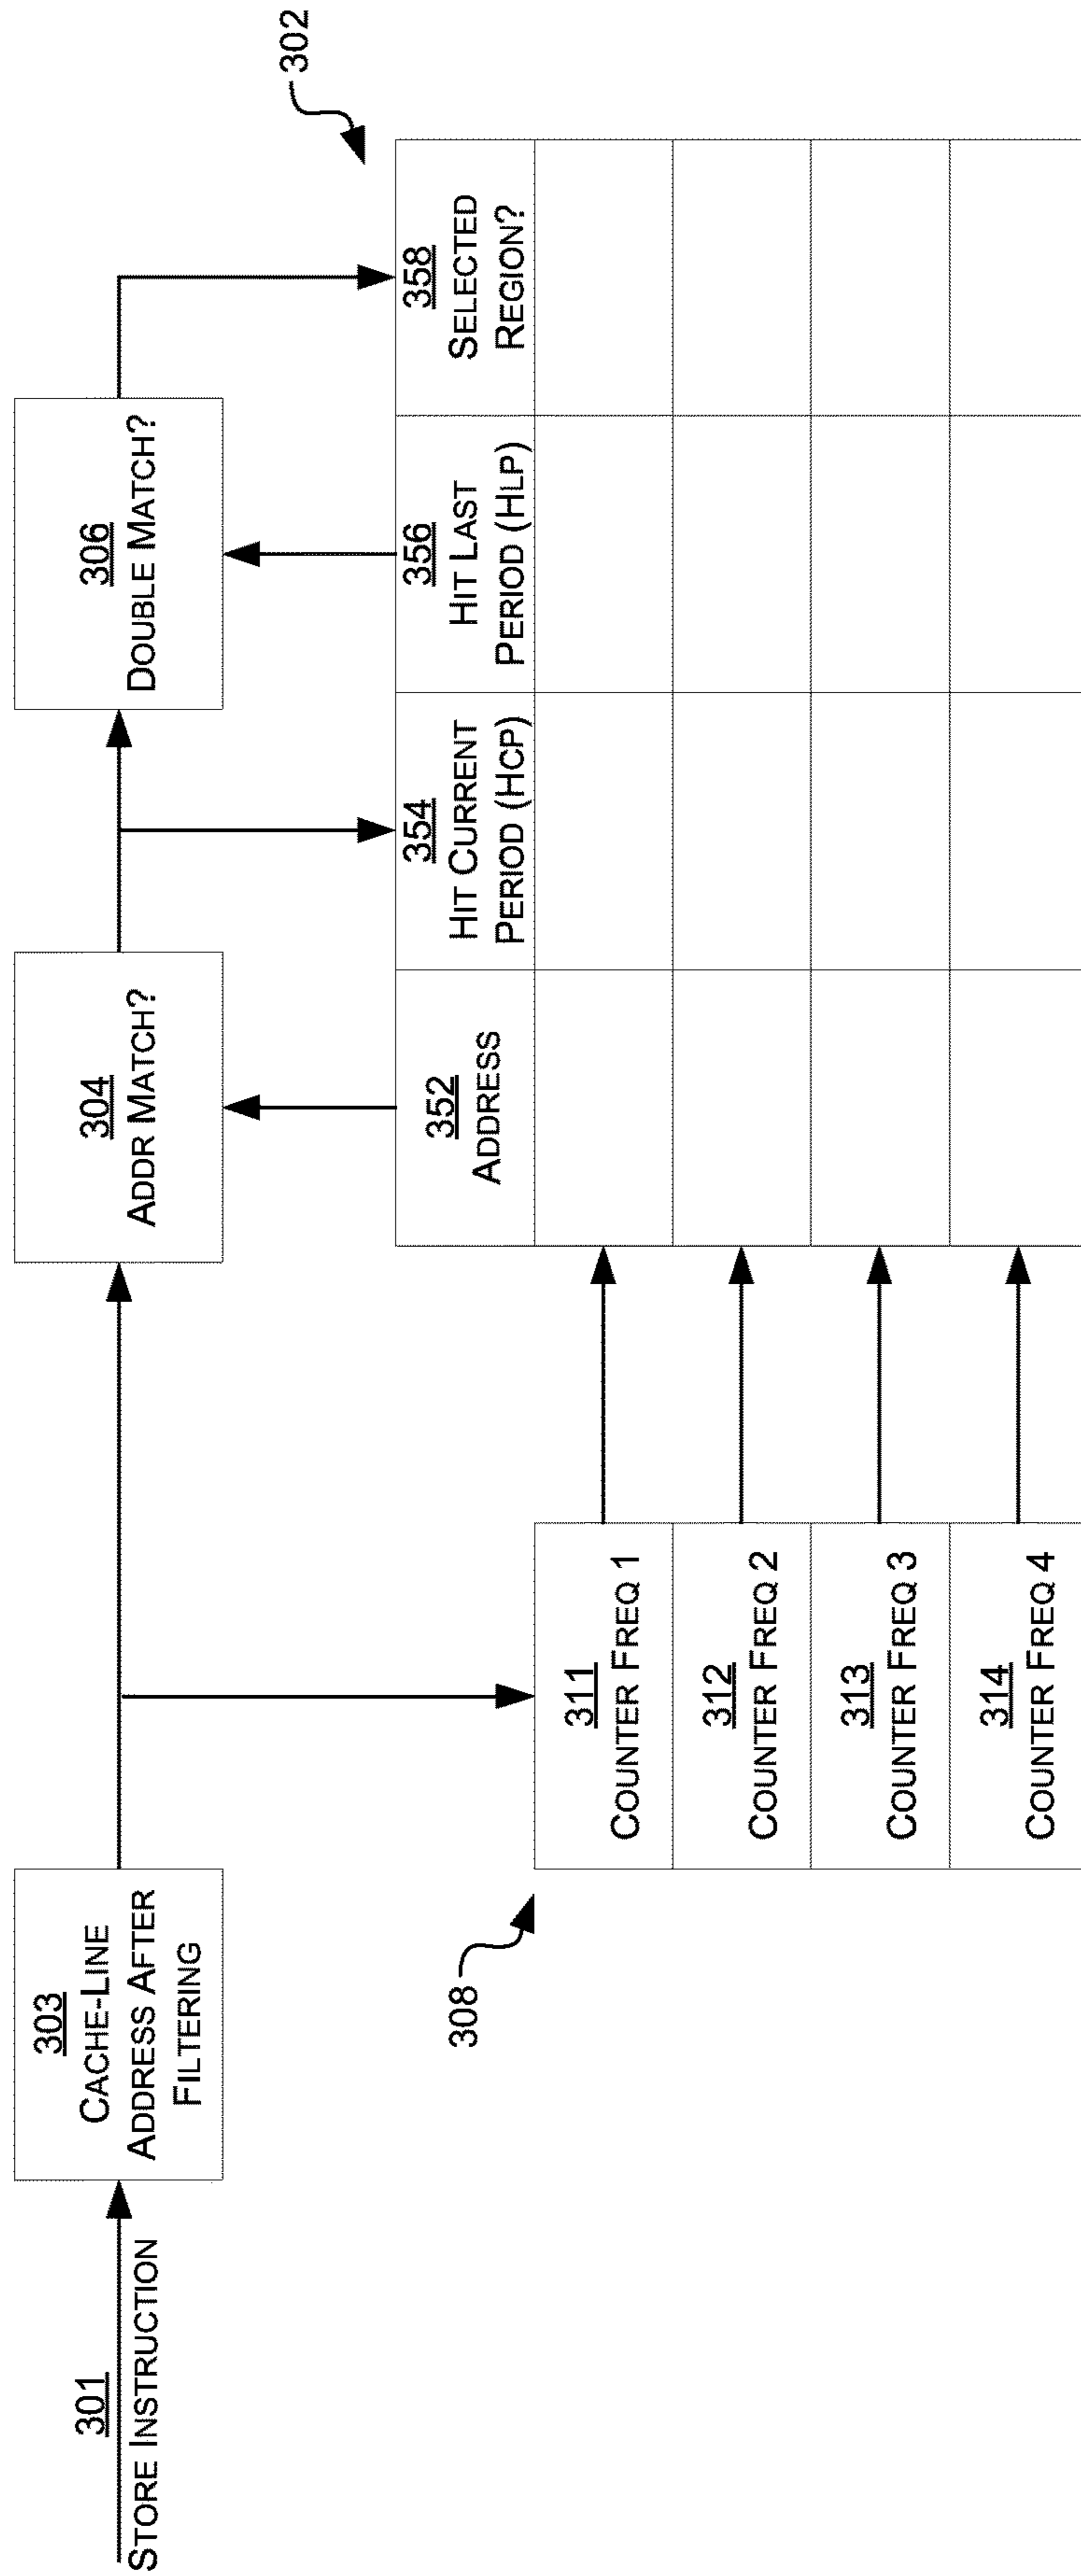 301
STORE INSTRUCTION
303
CACHE-LINE
ADDRESS AFTER
FILTERING
304
ADDR MATCH?
306
DOUBLE MATCH?
302
352
ADDRESS
354
HIT CURRENT
PERIOD (HCP)
356
HIT LAST
PERIOD (HLP)
358
SELECTED
REGION?
308
311
COUNTER FREQ 1
312
COUNTER FREQ 2
313
COUNTER FREQ 3
314
COUNTER FREQ 4